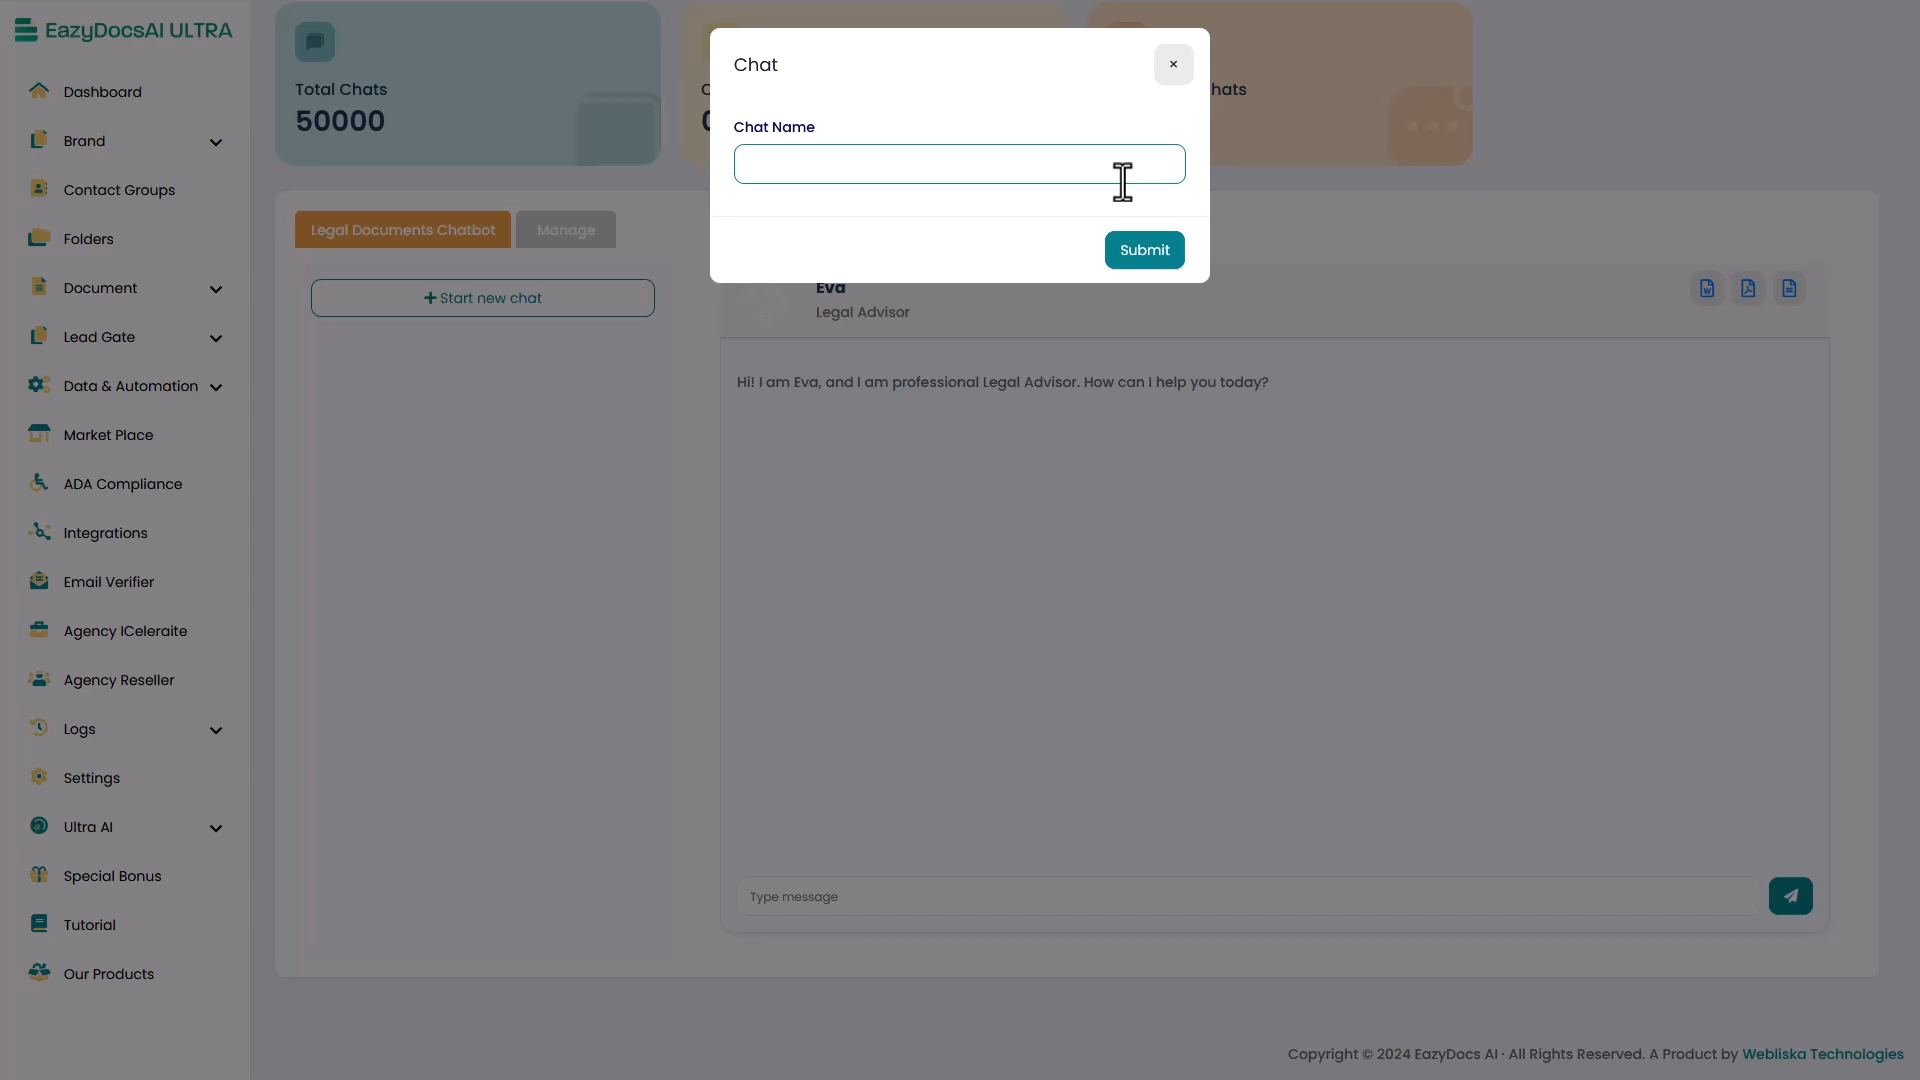 EazyDocsAI ULTRA
Dashboard
Brand
Contact Groups
Folders
Document
Lead Gate
Data & Automation
Market Place
ADA Compliance
Integrations
Email Verifier
Agency ICeleraite
Agency Reseller
Logs
Settings
Ultra AI
Special Bonus
Tutorial
Our Products
Total Chats
50000
hats
Chat
×
Chat Name
Submit
Legal Documents Chatbot
Manage
+ Start new chat
Eva
Legal Advisor
Hi! I am Eva, and I am professional Legal Advisor. How can I help you today?
Type message
Copyright © 2024 EazyDocs AI · All Rights Reserved. A Product by Webliska Technologies